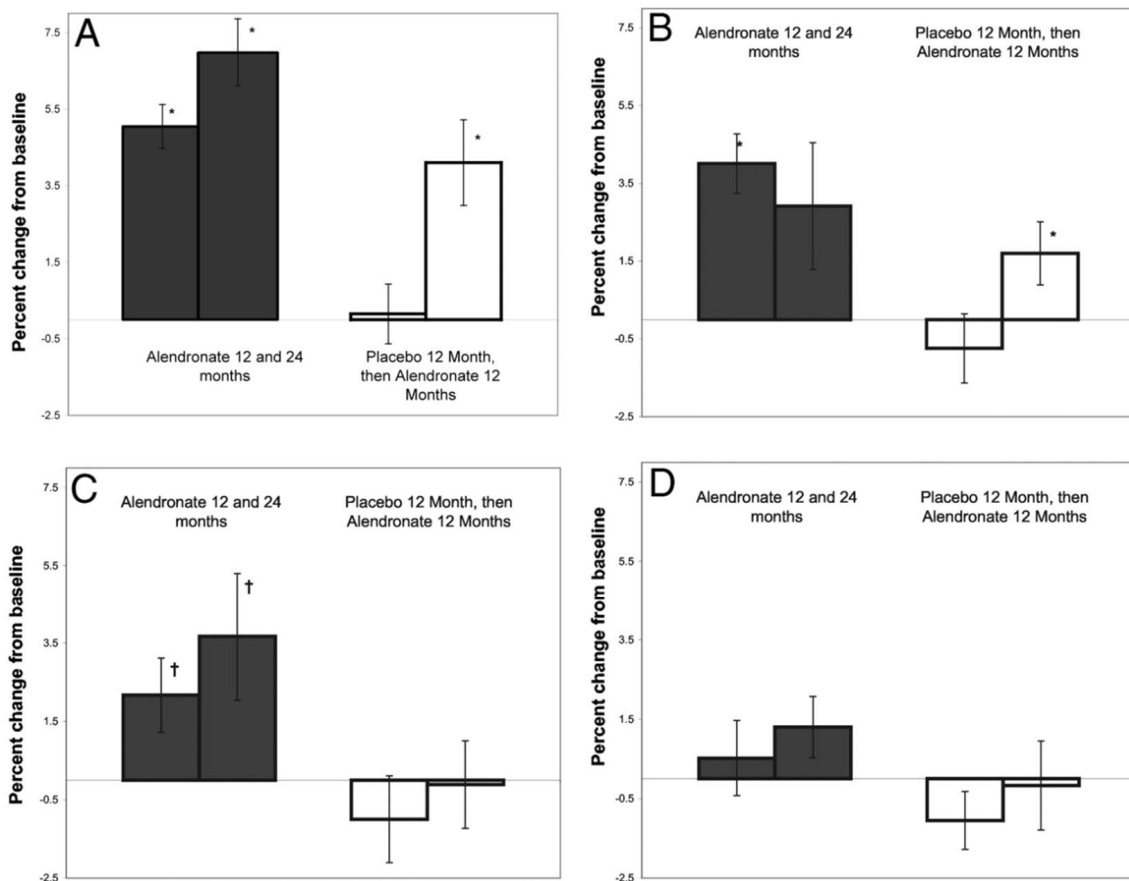 A
Percent change from baseline
7.5
5.5
3.5
1.5
-0.5
-2.5
*
*
*
Alendronate 12 and 24
months
Placebo 12 Month,
then Alendronate 12
Months
B
Percent change from baseline
7.5
5.5
3.5
1.5
-0.5
-2.5
Alendronate 12 and 24
months
Placebo 12 Month, then
Alendronate 12 Months
*
*
C
Percent change from baseline
7.5
5.5
3.5
1.5
-0.5
-2.5
Alendronate 12 and 24
months
Placebo 12 Month, then
Alendronate 12 Months
†
†
D
Percent change from baseline
7.5
5.5
3.5
1.5
-0.5
-2.5
Alendronate 12 and 24
months
Placebo 12 Month, then
Alendronate 12 Months